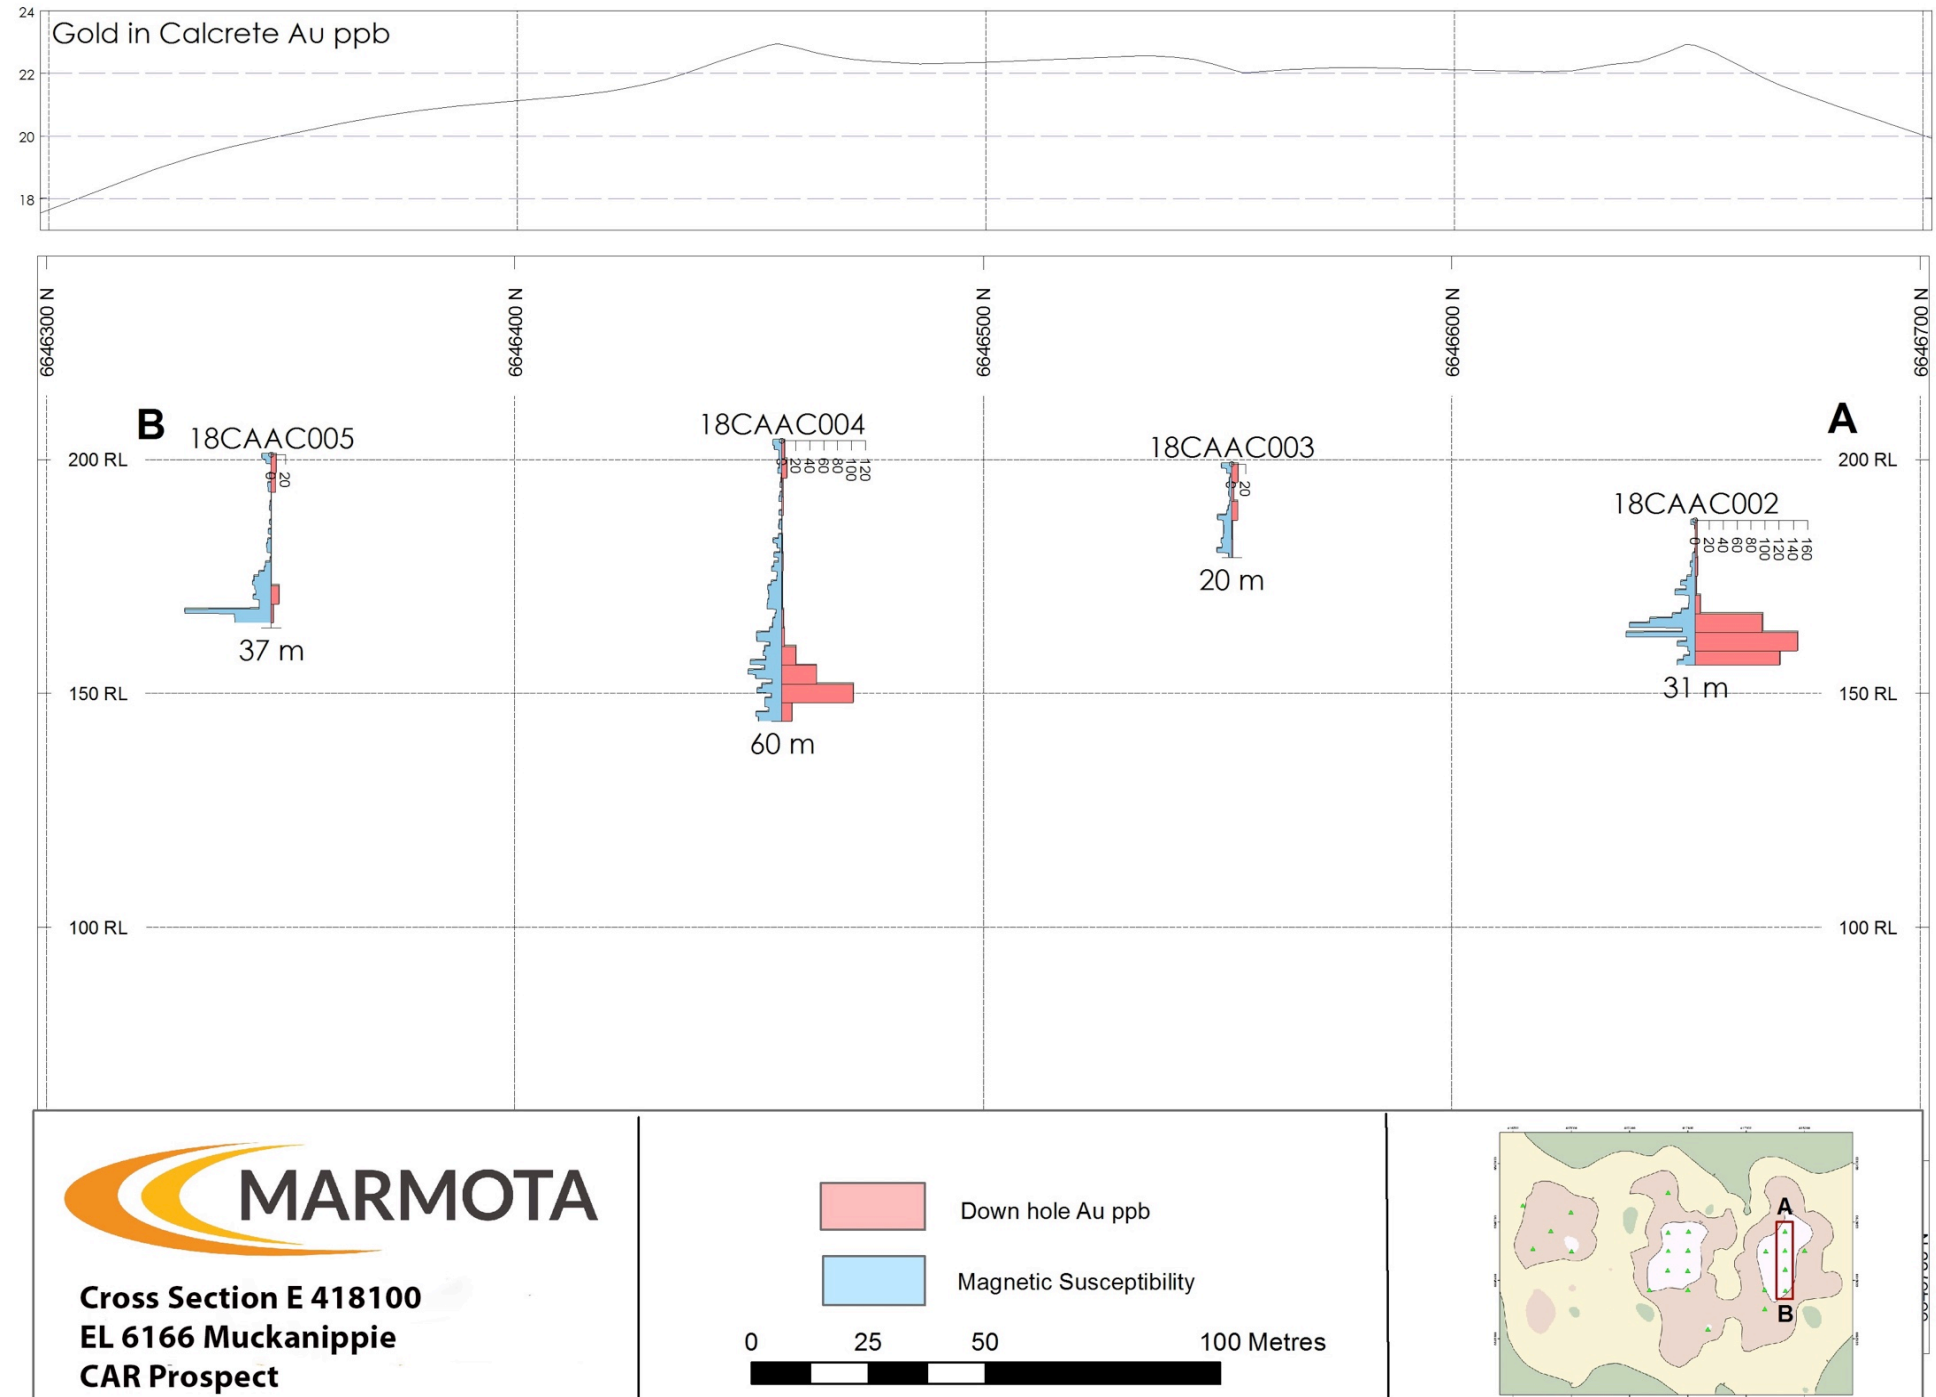 Gold in Calcrete Au ppb
24
22
20
18
6646300 N
6646400 N
6646500 N
6646600 N
6646700 N
B
A
18CAAC005
18CAAC004
18CAAC003
18CAAC002
200 RL
200 RL
0 20
0 20 40 60 80 100 120
0 20
0 20 40 60 80 100 120 140 160
37 m
60 m
20 m
31 m
150 RL
150 RL
100 RL
100 RL
MARMOTA
Cross Section E 418100
EL 6166 Muckanippie
CAR Prospect
Down hole Au ppb
Magnetic Susceptibility
0 25 50 100 Metres
A
B